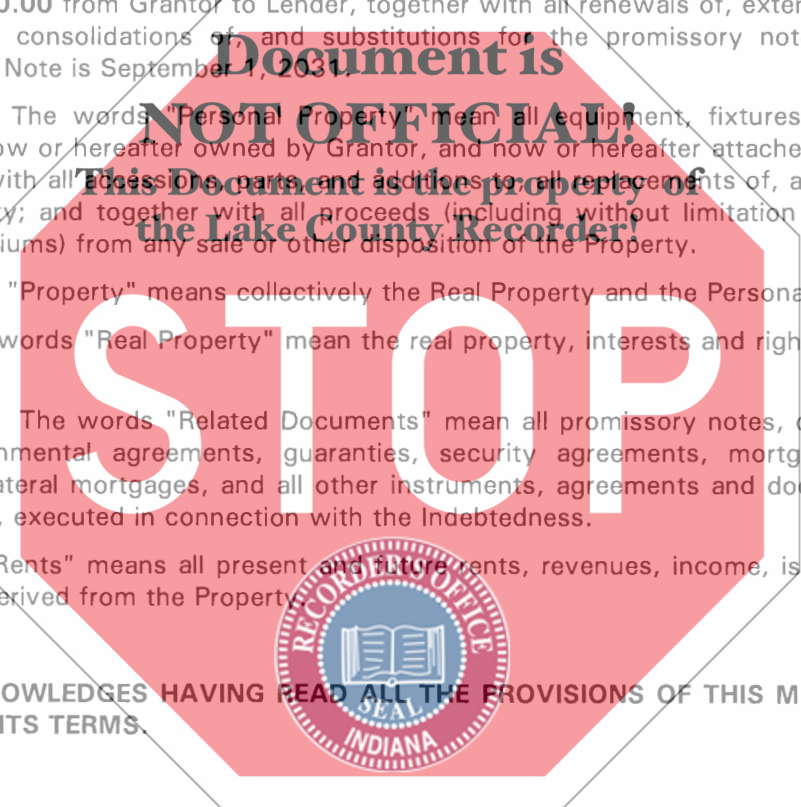 0.00 from Grantor to Lender, together with all renewals of, exten
consolidations of, and substitutions for the promissory not
Note is September 1, 2031.
Document is
The words "Personal Property" mean all equipment, fixtures
NOT OFFICIAL!
ow or hereafter owned by Grantor, and now or hereafter attache
with all accessions, parts, and additions to, all replacements of, a
This Document is the property of
y; and together with all proceeds (including without limitation
the Lake County Recorder!
iums) from any sale or other disposition of the Property.
"Property" means collectively the Real Property and the Persona
words "Real Property" mean the real property, interests and righ
STOP
The words "Related Documents" mean all promissory notes, c
nmental agreements, guaranties, security agreements, mortg
ateral mortgages, and all other instruments, agreements and doc
, executed in connection with the Indebtedness.
Rents" means all present and future rents, revenues, income, is
erived from the Property.
RECORDER'S OFFICE
SEAL
INDIANA
OWLEDGES HAVING READ ALL THE PROVISIONS OF THIS M
ITS TERMS.